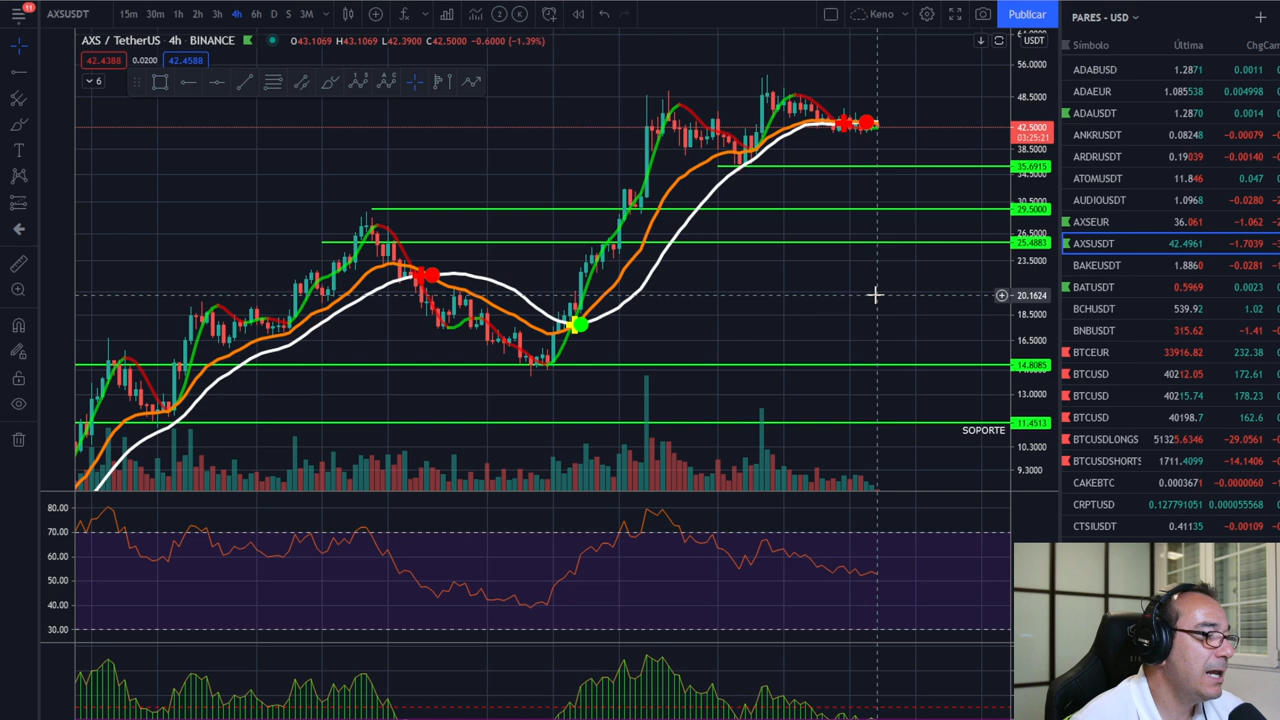 11
AXSUSDT 15m 30m 1h 2h 3h 4h 6h D S 3M 2 K Keno Publicar
AXS / TetherUS · 4h · BINANCE O43.1069 H43.1069 L42.3900 C42.5000 -0.6000 (-1.39%)
42.4388 0.0200 42.4588
6
USDT
56.0000
48.5000
42.5000
03:25:21
38.5000
35.6915
34.5000
30.5000
29.5000
26.5000
25.4883
23.5000
20.1624
18.5000
16.5000
14.8085
13.0000
11.4513
SOPORTE
10.3000
9.3000
80.00
70.00
60.00
50.00
40.00
30.00
PARES - USD
Símbolo Última ChgCam
ADABUSD 1.2871 0.0011
ADAEUR 1.085538 0.004998
ADAUSDT 1.2870 0.0014
ANKRUSDT 0.08248 -0.00079
ARDRUSDT 0.19039 -0.00140
ATOMUSDT 11.846 0.047
AUDIOUSDT 1.0968 -0.0280
AXSEUR 36.061 -1.062
AXSUSDT 42.4961 -1.7039
BAKEUSDT 1.8860 -0.0281
BATUSDT 0.5969 0.0023
BCHUSDT 539.92 1.02
BNBUSDT 315.62 -1.41
BTCEUR 33916.82 232.38
BTCUSD 40212.05 172.61
BTCUSD 40215.74 178.23
BTCUSD 40198.7 162.6
BTCUSDLONGS 51325.6346 -29.0561
BTCUSDSHORTS 1711.4099 -14.1406
CAKEBTC 0.0003671 -0.0000060
CRPTUSD 0.127791051 0.000055568
CTSIUSDT 0.41135 -0.00109